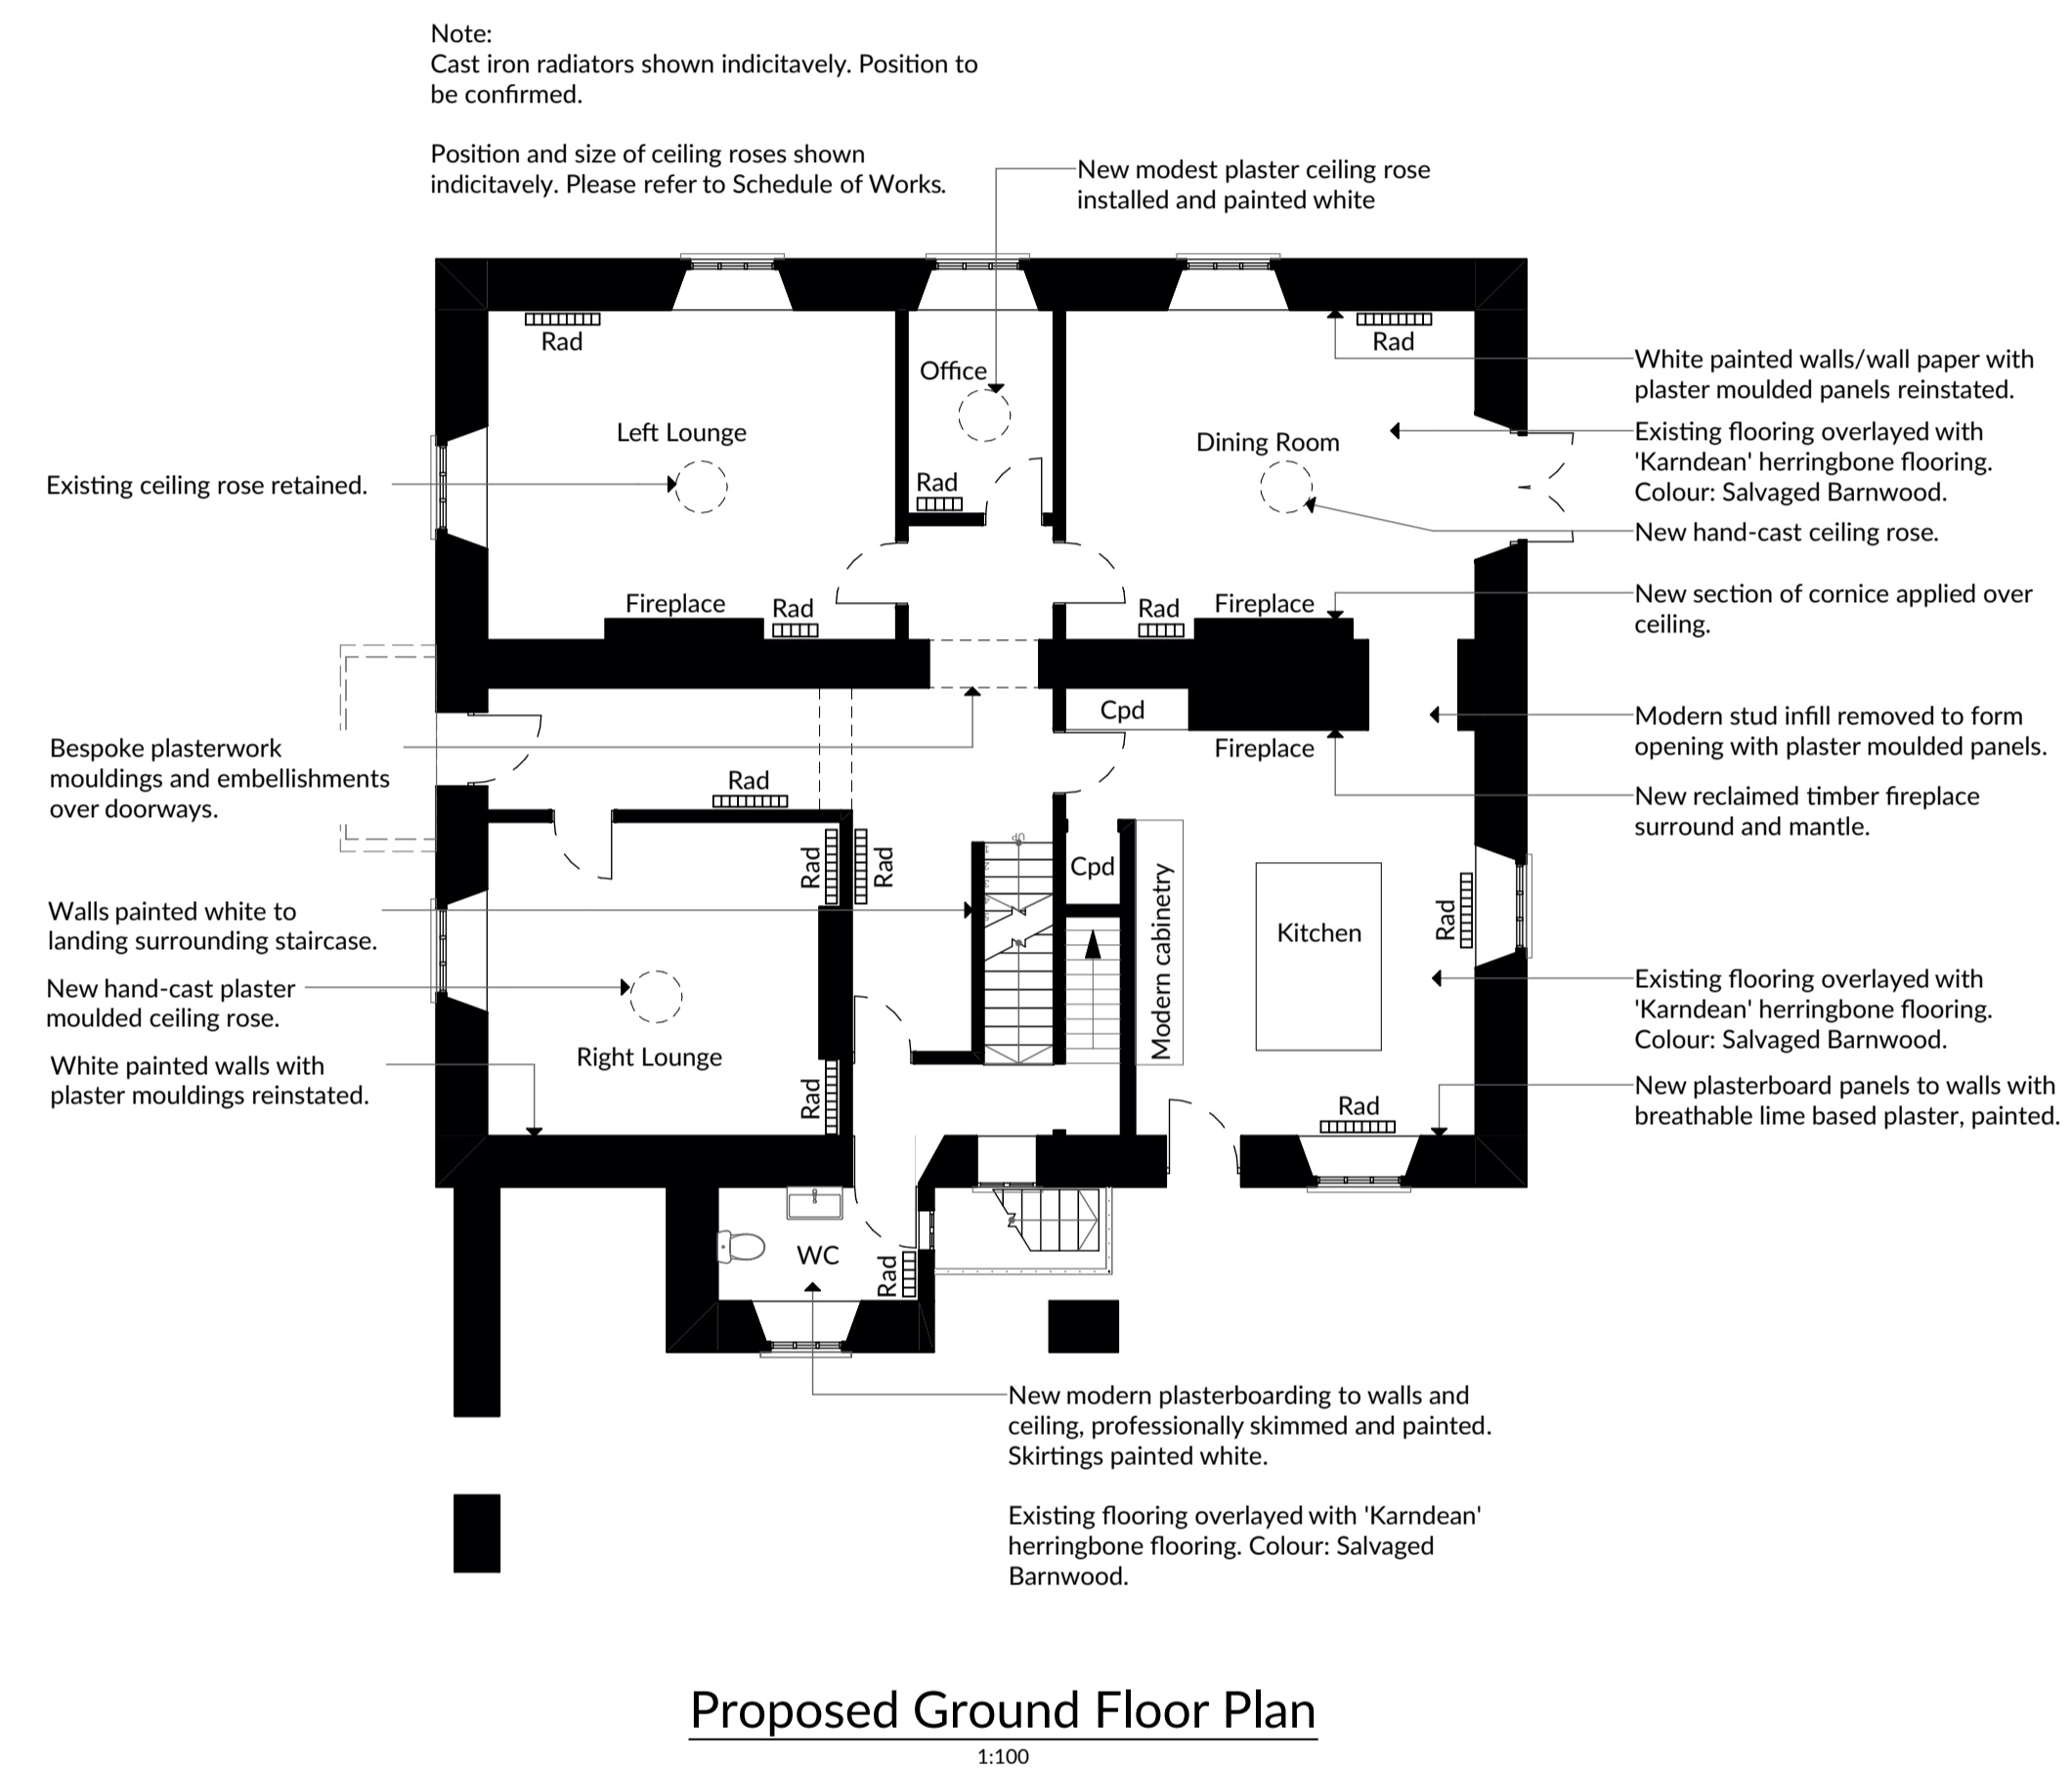 Note:
Cast iron radiators shown indicitavely. Position to
be confirmed.
Position and size of ceiling roses shown
indicitavely. Please refer to Schedule of Works.
New modest plaster ceiling rose
installed and painted white
Rad
Rad
Office
Left Lounge
Dining Room
Rad
Fireplace
Rad
Rad
Fireplace
Existing ceiling rose retained.
White painted walls/wall paper with
plaster moulded panels reinstated.
Existing flooring overlayed with
'Karndean' herringbone flooring.
Colour: Salvaged Barnwood.
New hand-cast ceiling rose.
New section of cornice applied over
ceiling.
Modern stud infill removed to form
opening with plaster moulded panels.
New reclaimed timber fireplace
surround and mantle.
Cpd
Fireplace
Bespoke plasterwork
mouldings and embellishments
over doorways.
Rad
Rad
Rad
UP
Cpd
Modern cabinetry
Kitchen
Rad
Walls painted white to
landing surrounding staircase.
New hand-cast plaster
moulded ceiling rose.
White painted walls with
plaster mouldings reinstated.
Right Lounge
Rad
Rad
Existing flooring overlayed with
'Karndean' herringbone flooring.
Colour: Salvaged Barnwood.
New plasterboard panels to walls with
breathable lime based plaster, painted.
WC
Rad
New modern plasterboarding to walls and
ceiling, professionally skimmed and painted.
Skirtings painted white.
Existing flooring overlayed with 'Karndean'
herringbone flooring. Colour: Salvaged
Barnwood.
Proposed Ground Floor Plan
1:100